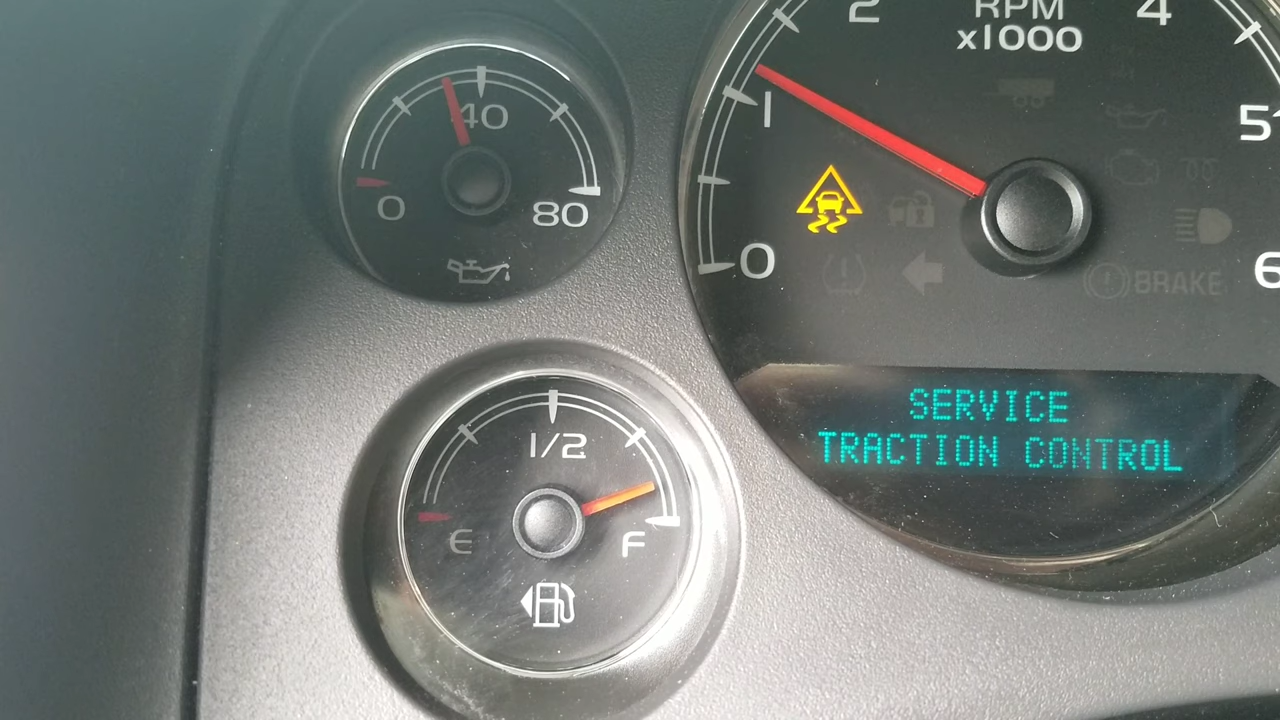 2
RPM
4
x1000
40
1
5
0
80
0
6
BRAKE
SERVICE
TRACTION CONTROL
1/2
E
F